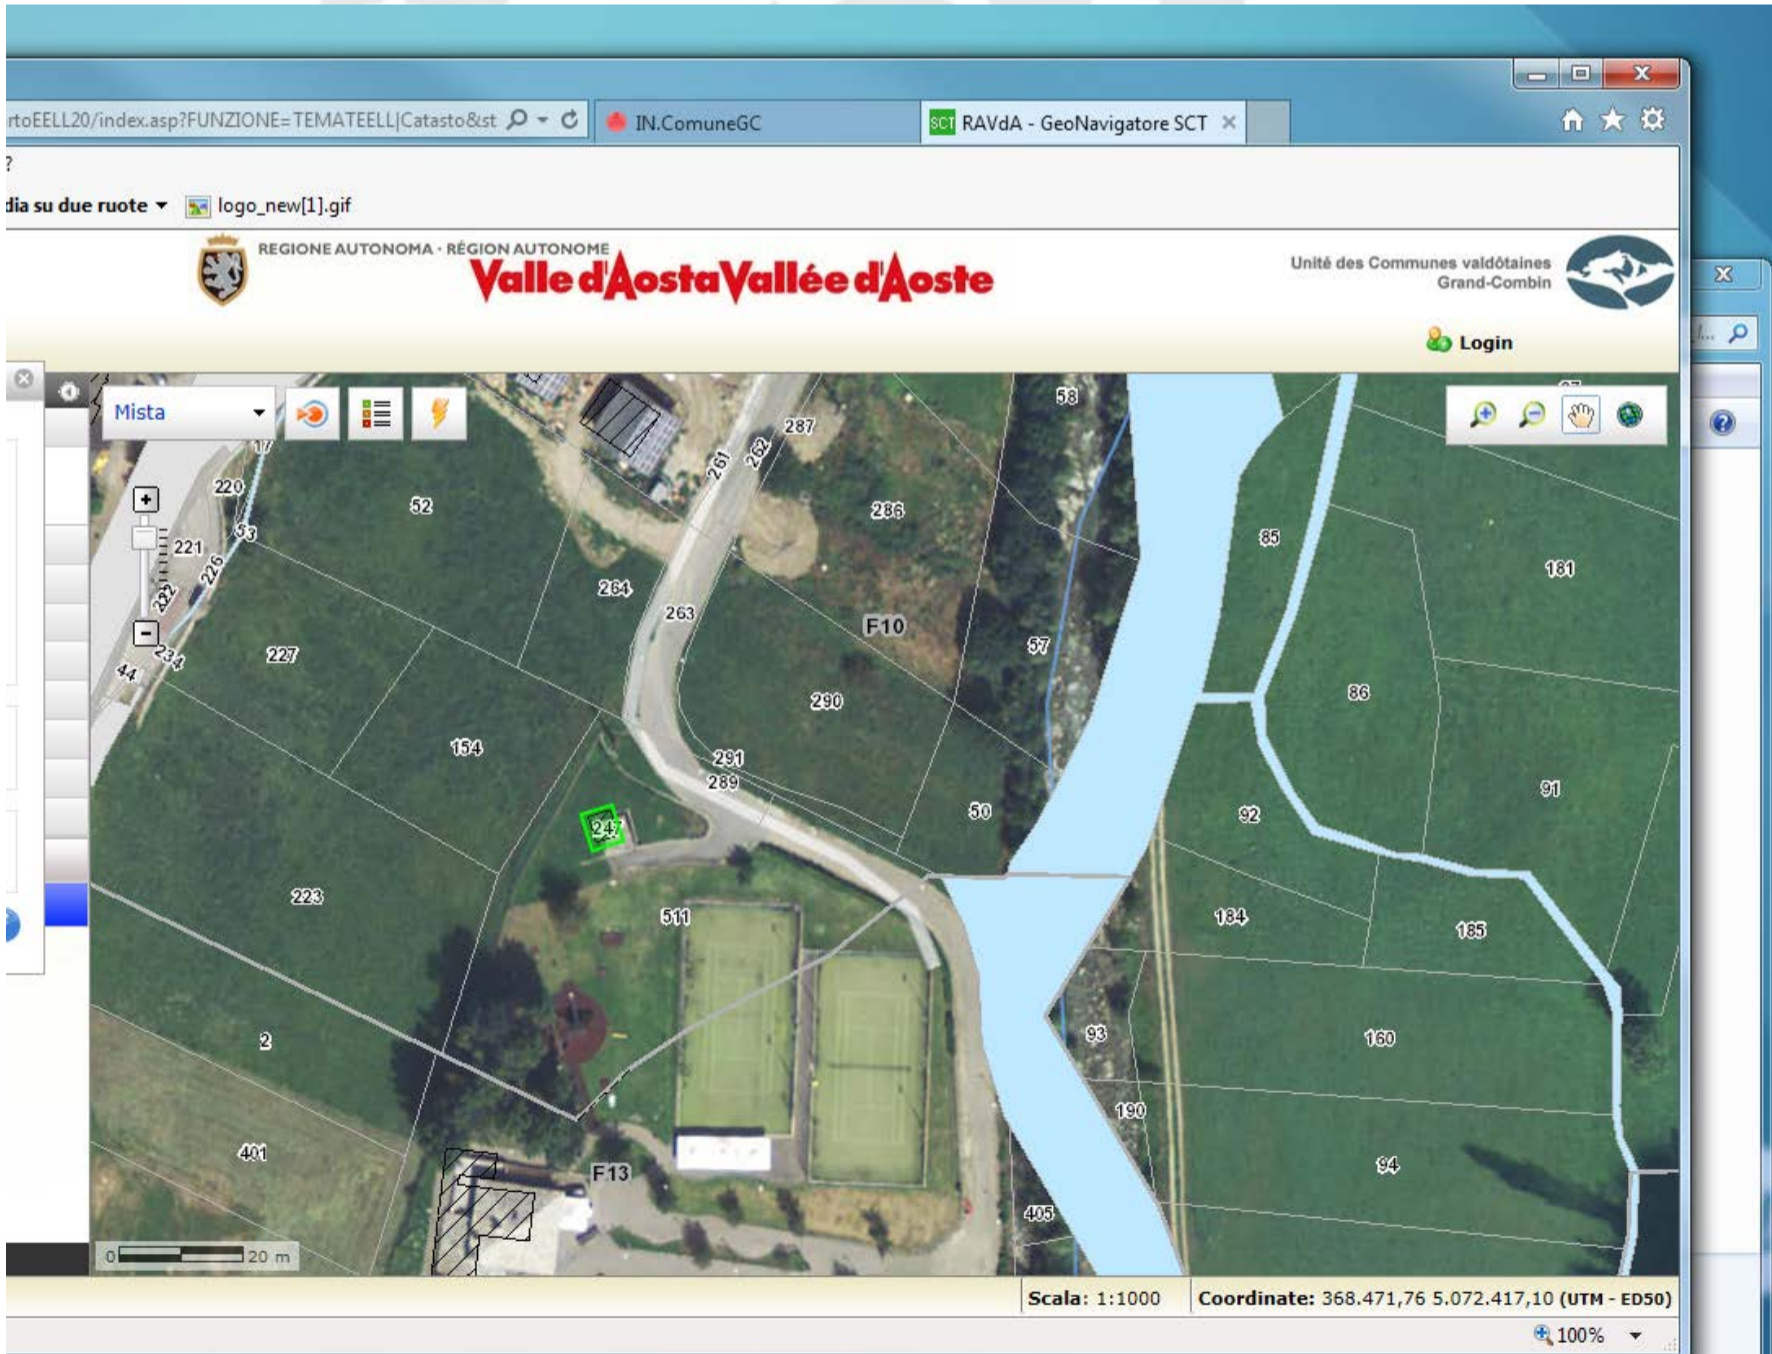 rtoEELL20/index.asp?FUNZIONE=TEMATEELL|Catasto&st
IN.ComuneGC
SCT RAVdA - GeoNavigatore SCT
?
dia su due ruote
logo_new[1].gif
REGIONE AUTONOMA · RÉGION AUTONOME
Valle d'Aosta Vallée d'Aoste
Unité des Communes valdôtaines
Grand-Combin
Login
Mista
58
17
287
261
262
220
52
286
53
85
221
226
181
222
264
263
F10
57
234
227
44
86
290
154
291
289
91
50
92
247
223
511
184
185
2
93
160
190
401
94
F13
405
0 20 m
Scala: 1:1000
Coordinate: 368.471,76 5.072.417,10 (UTM - ED50)
100%